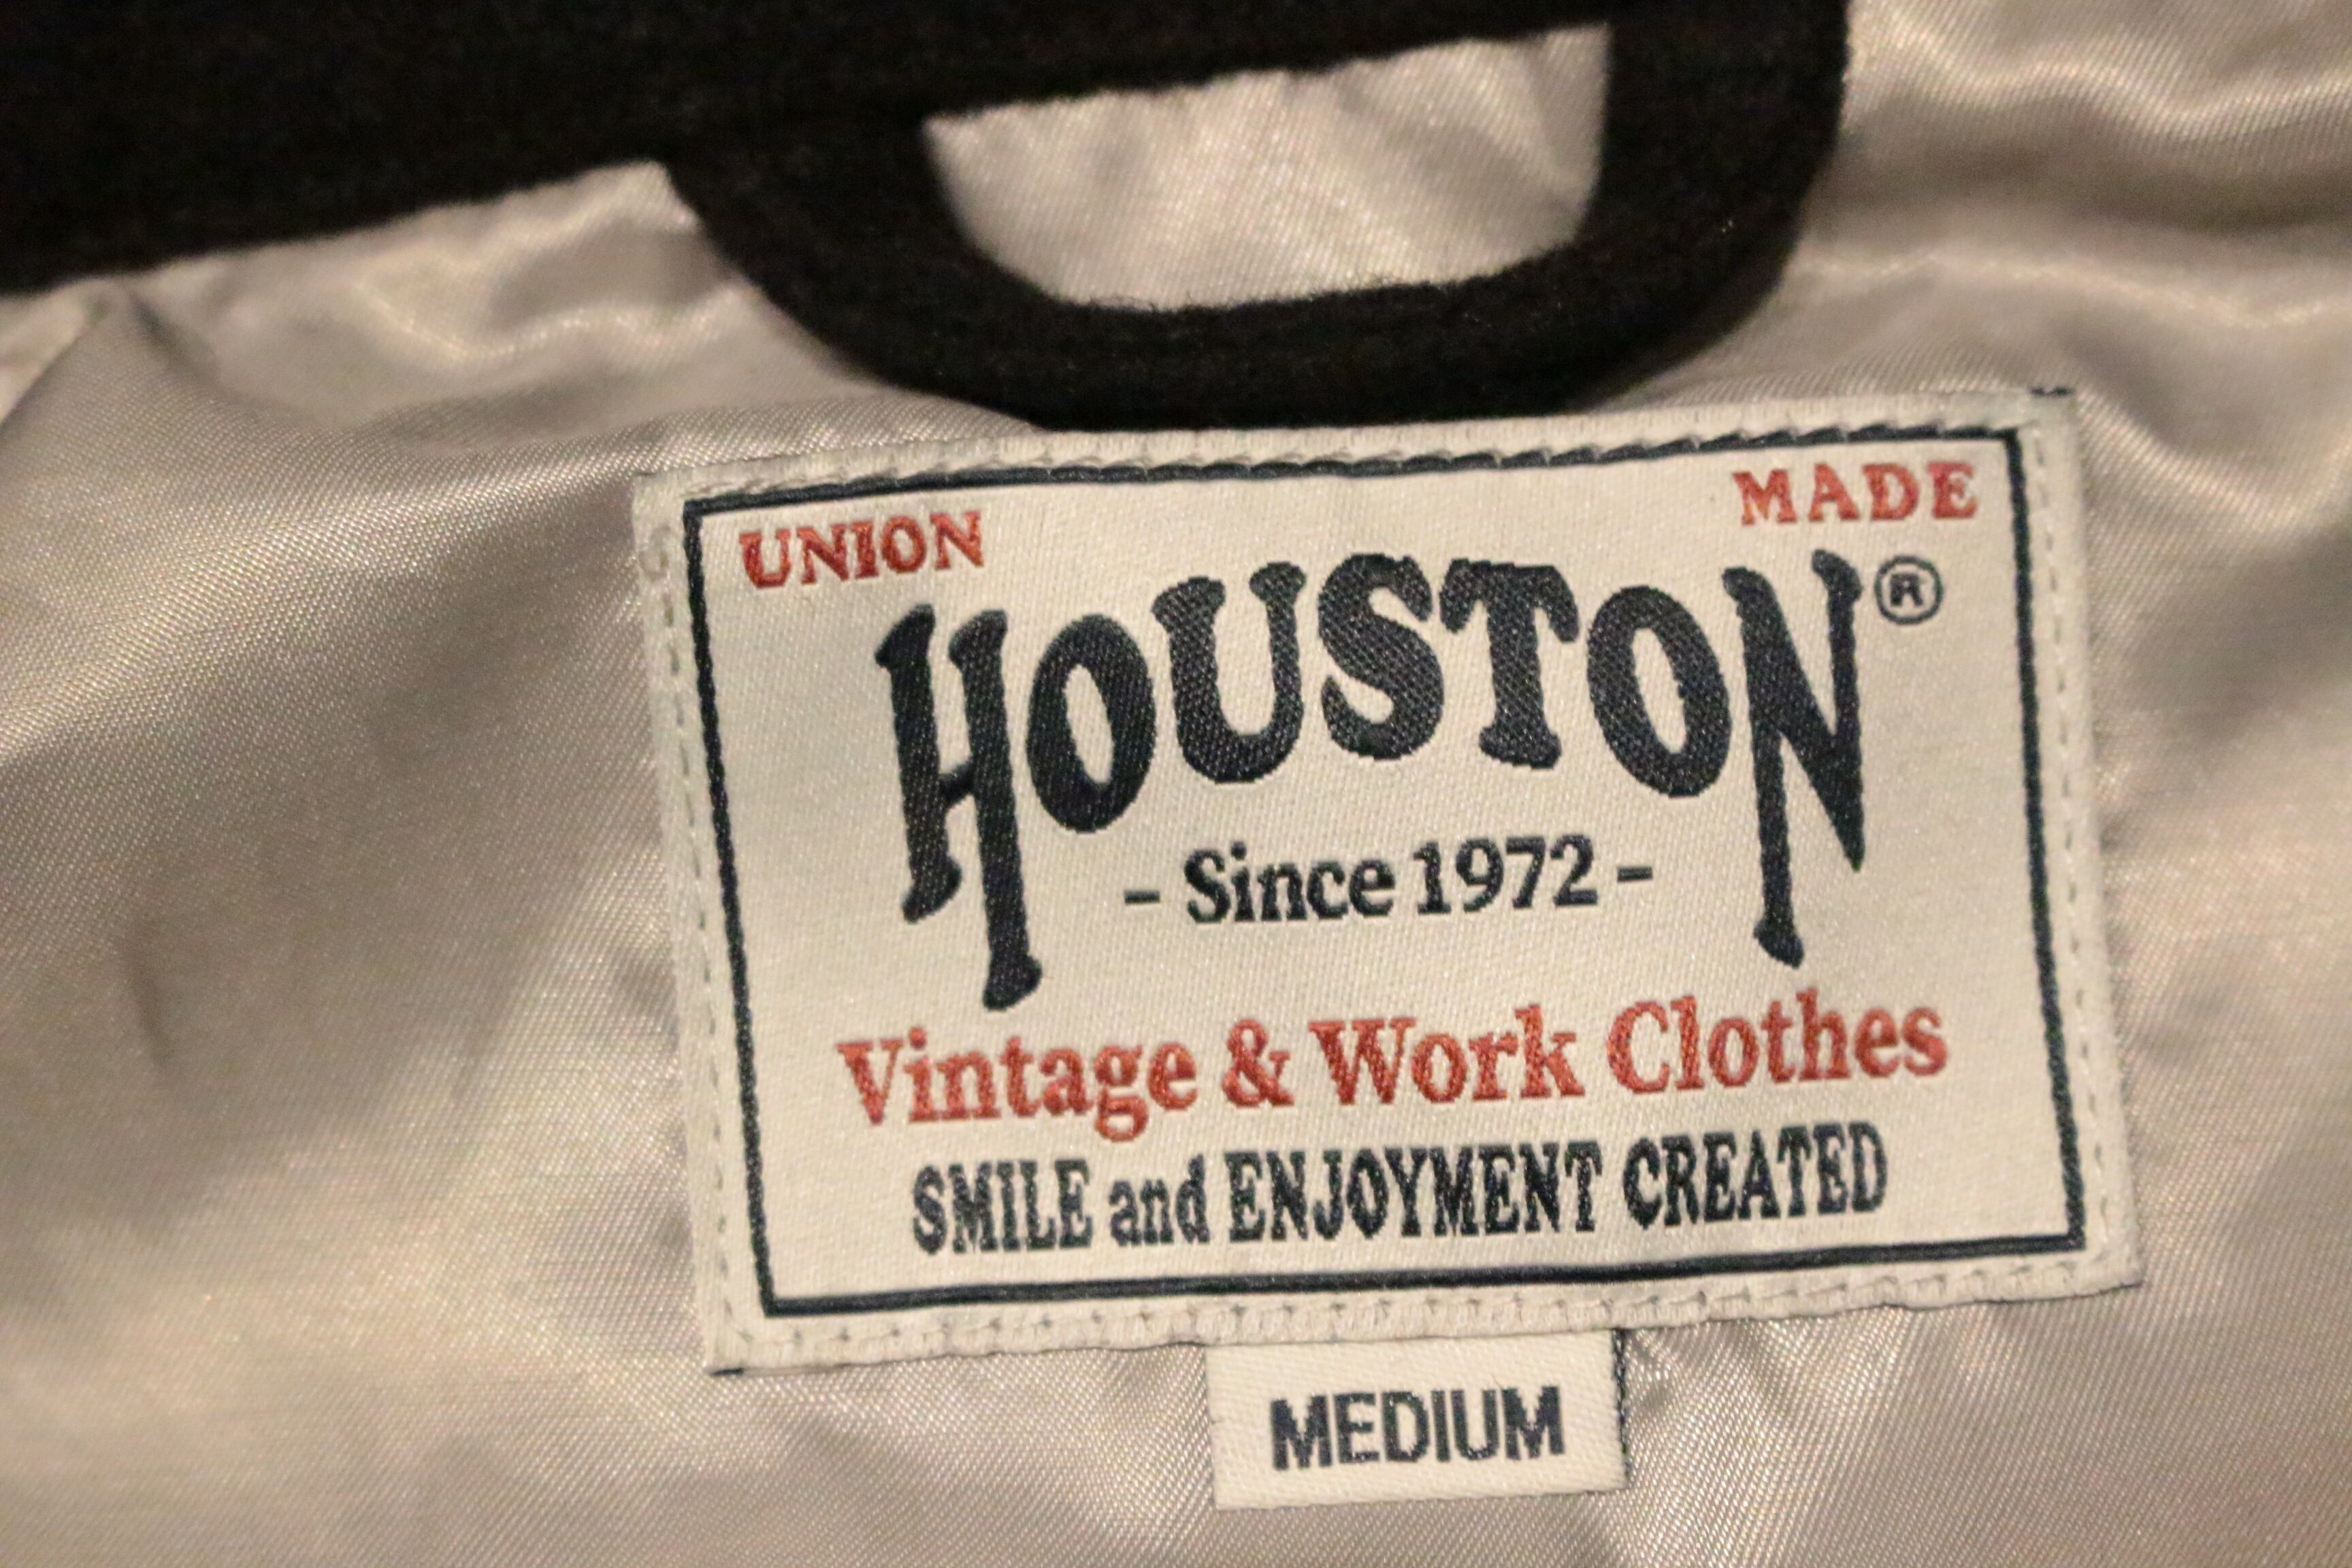 UNION MADE
HOUSTON®
- Since 1972 -
Vintage & Work Clothes
SMILE and ENJOYMENT CREATED
MEDIUM